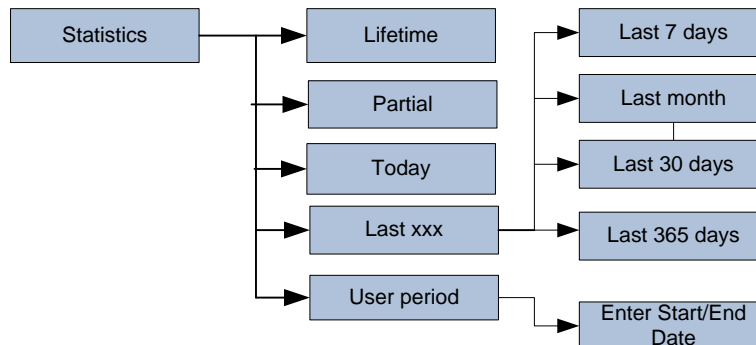 Statistics
Lifetime
Partial
Today
Last xxx
User period
Last 7 days
Last month
Last 30 days
Last 365 days
Enter Start/End
Date